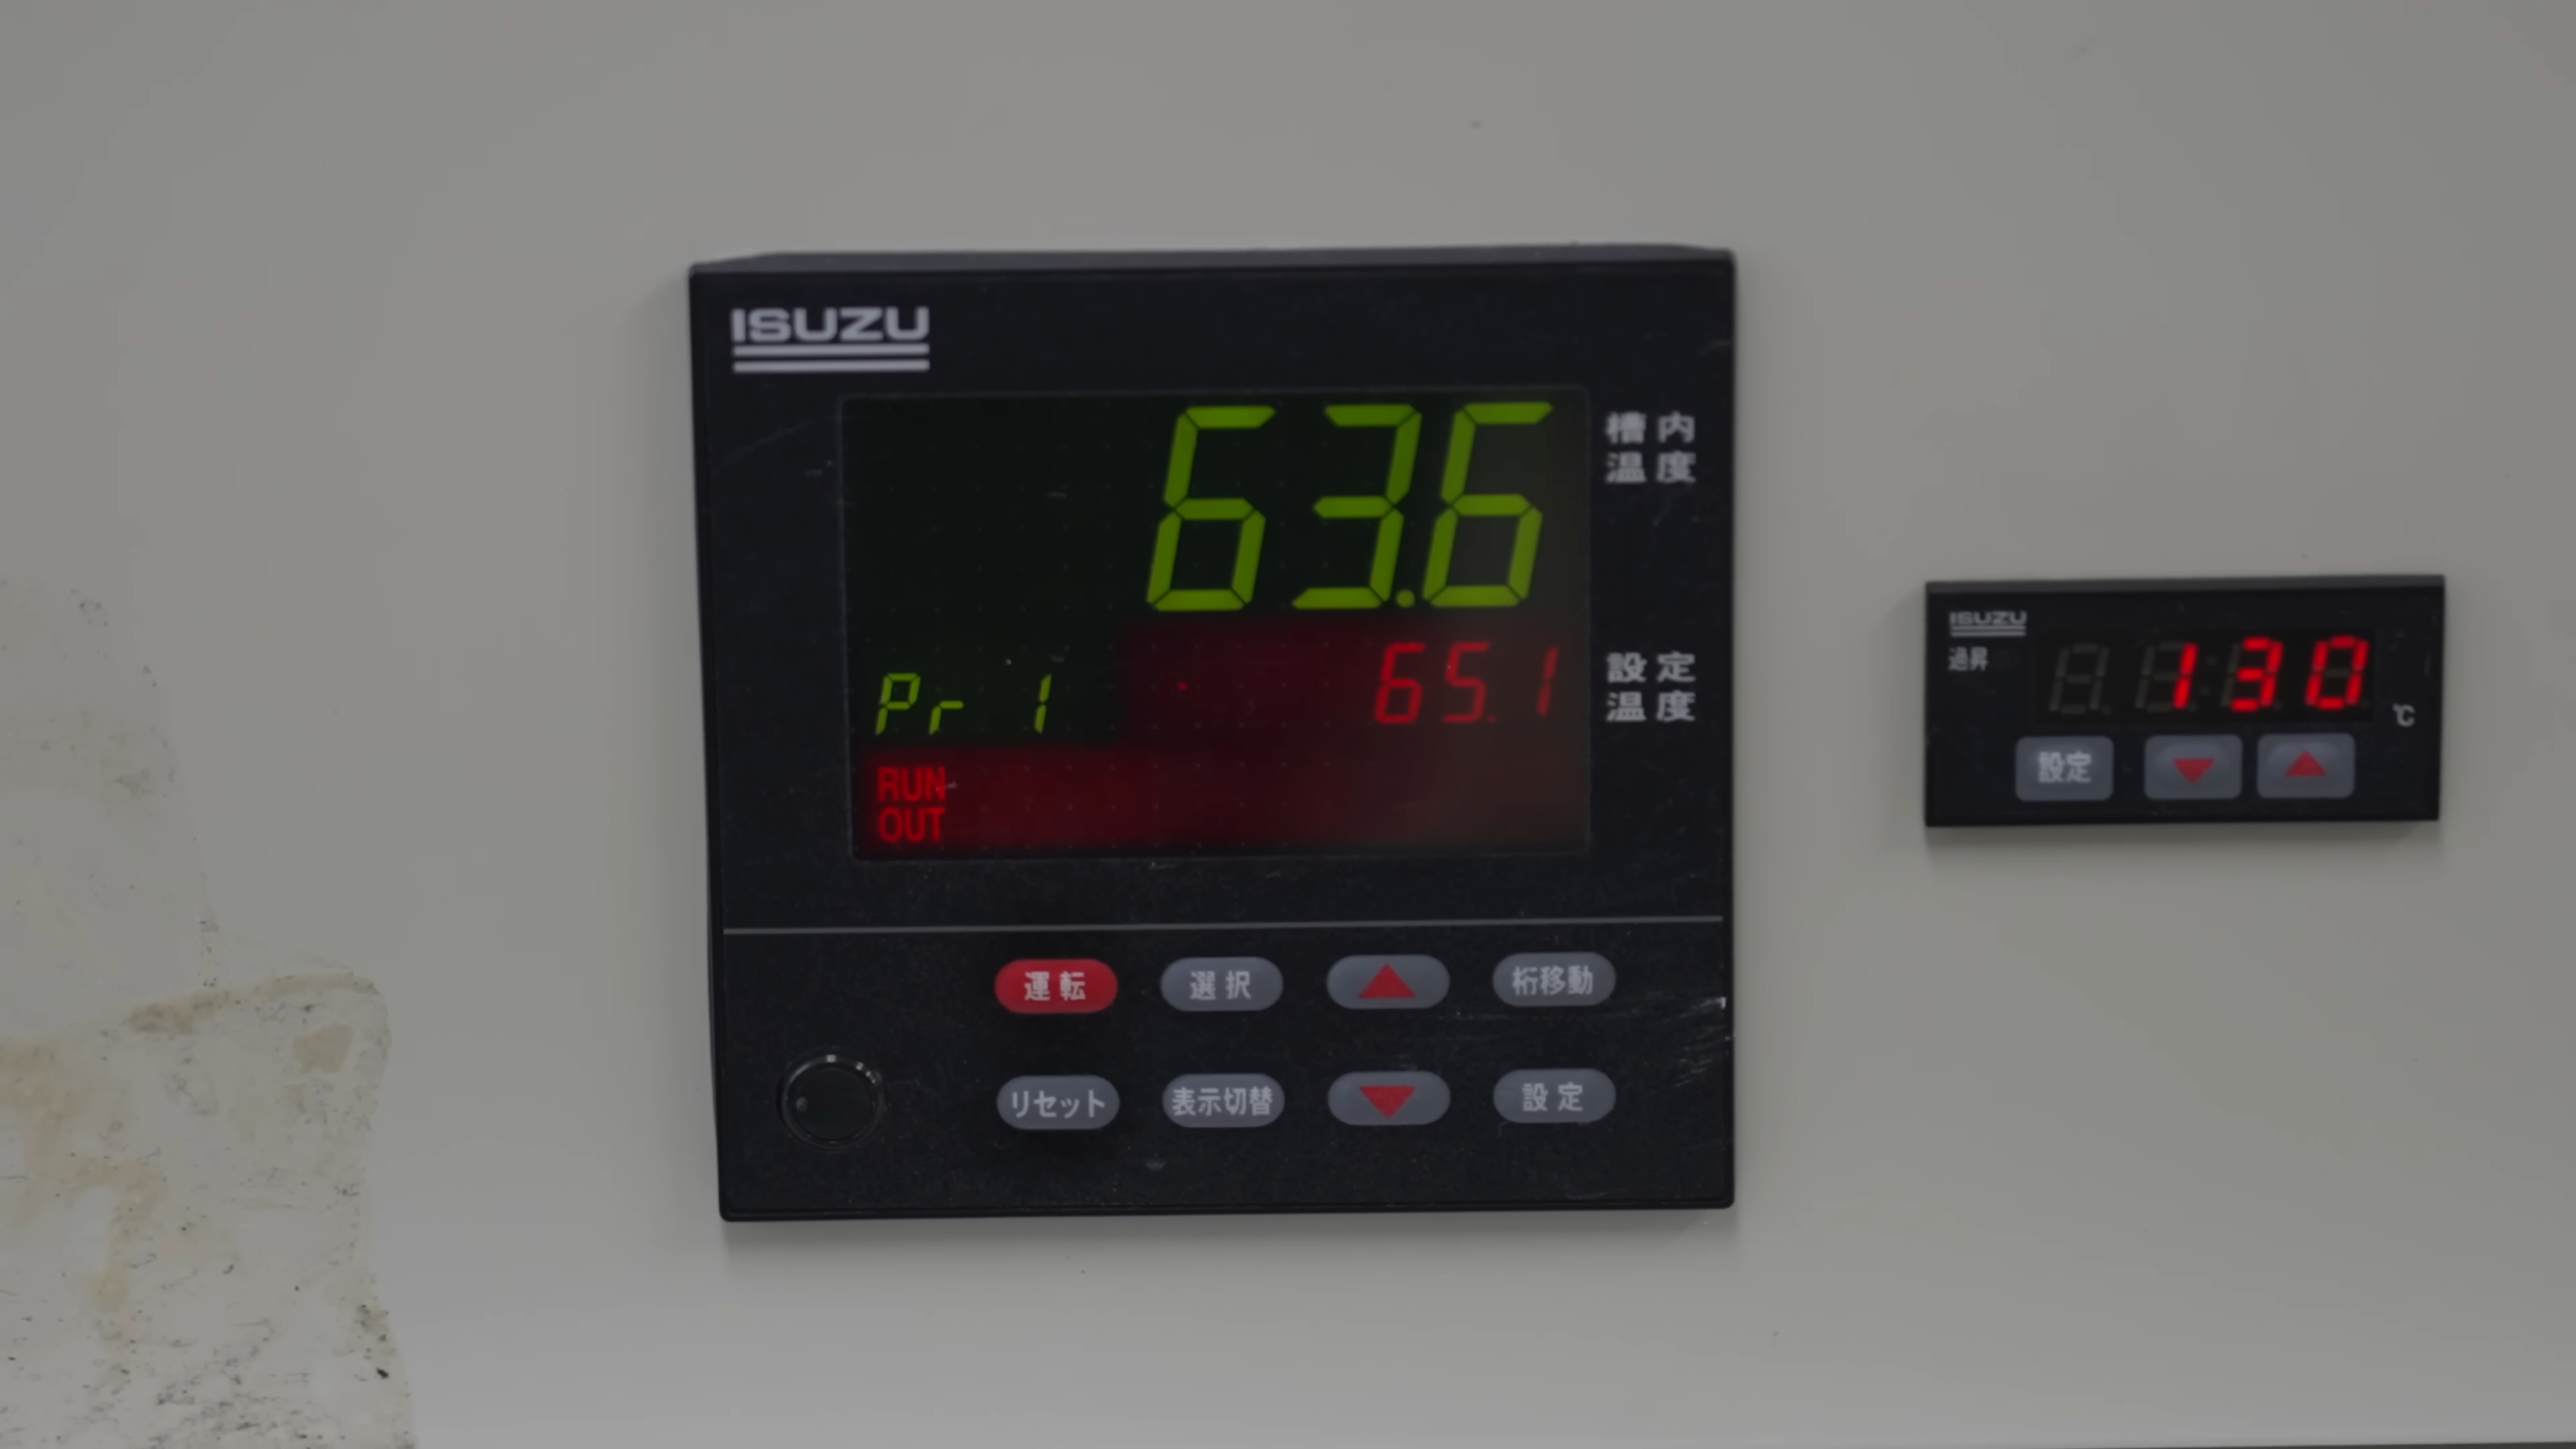 ISUZU
63.6
槽内
温度
Pr 1
65.1
設定
温度
RUN
OUT
運転
選択
桁移動
リセット
表示切替
設定
ISUZU
過昇
130
℃
設定